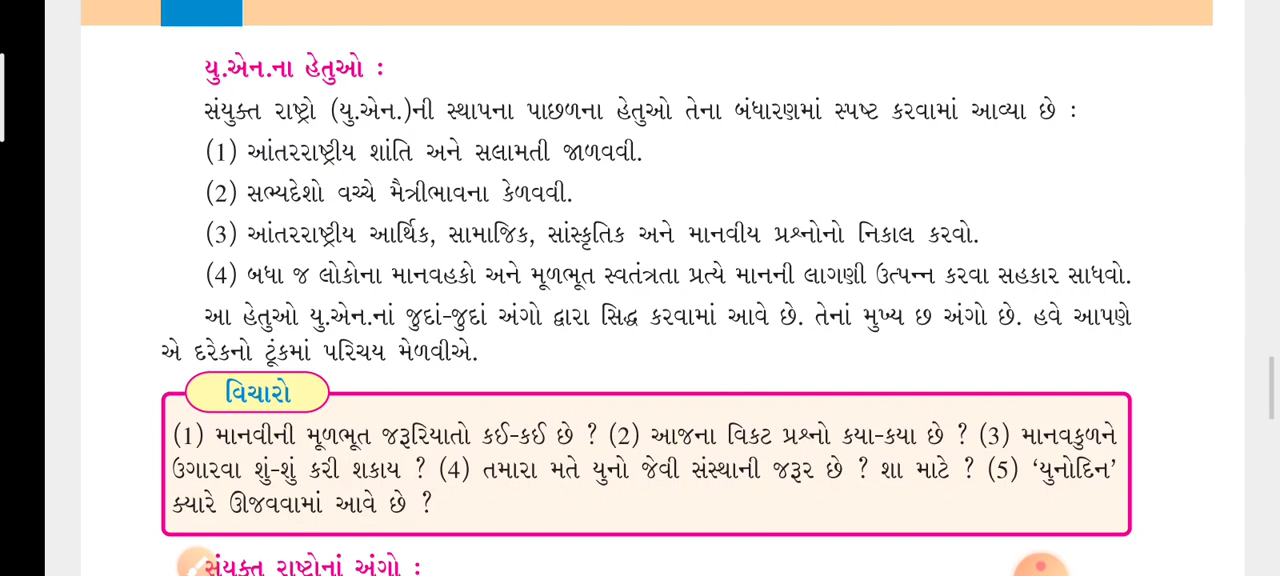 યુ.એન.ના હેતુઓ :
સંયુક્ત રાષ્ટ્રો (યુ.એન.)ની સ્થાપના પાછળના હેતુઓ તેના બંધારણમાં સ્પષ્ટ કરવામાં આવ્યા છે :
(1) આંતરરાષ્ટ્રીય શાંતિ અને સલામતી જાળવવી.
(2) સભ્યદેશો વચ્ચે મૈત્રીભાવના કેળવવી.
(3) આંતરરાષ્ટ્રીય આર્થિક, સામાજિક, સાંસ્કૃતિક અને માનવીય પ્રશ્નોનો નિકાલ કરવો.
(4) બધા જ લોકોના માનવહકો અને મૂળભૂત સ્વતંત્રતા પ્રત્યે માનની લાગણી ઉત્પન્ન કરવા સહકાર સાધવો.
આ હેતુઓ યુ.એન.નાં જુદાં-જુદાં અંગો દ્વારા સિદ્ધ કરવામાં આવે છે. તેનાં મુખ્ય છ અંગો છે. હવે આપણે
એ દરેકનો ટૂંકમાં પરિચય મેળવીએ.
વિચારો
(1) માનવીની મૂળભૂત જરૂરિયાતો કઈ-કઈ છે ? (2) આજના વિકટ પ્રશ્નો કયા-કયા છે ? (3) માનવકુળને
ઉગારવા શું-શું કરી શકાય ? (4) તમારા મતે યુનો જેવી સંસ્થાની જરૂર છે ? શા માટે ? (5) ‘યુનોદિન’
ક્યારે ઊજવવામાં આવે છે ?
સંયુક્ત રાષ્ટ્રોનાં અંગો :